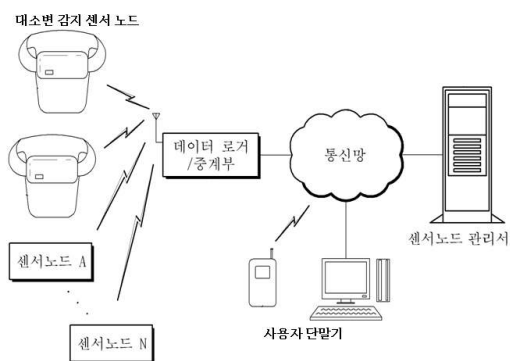 대소변 감지 센서 노드
데이터 로거
/중계부
통신망
센서노드 관리서
센서노드 A
센서노드 N
사용자 단말기